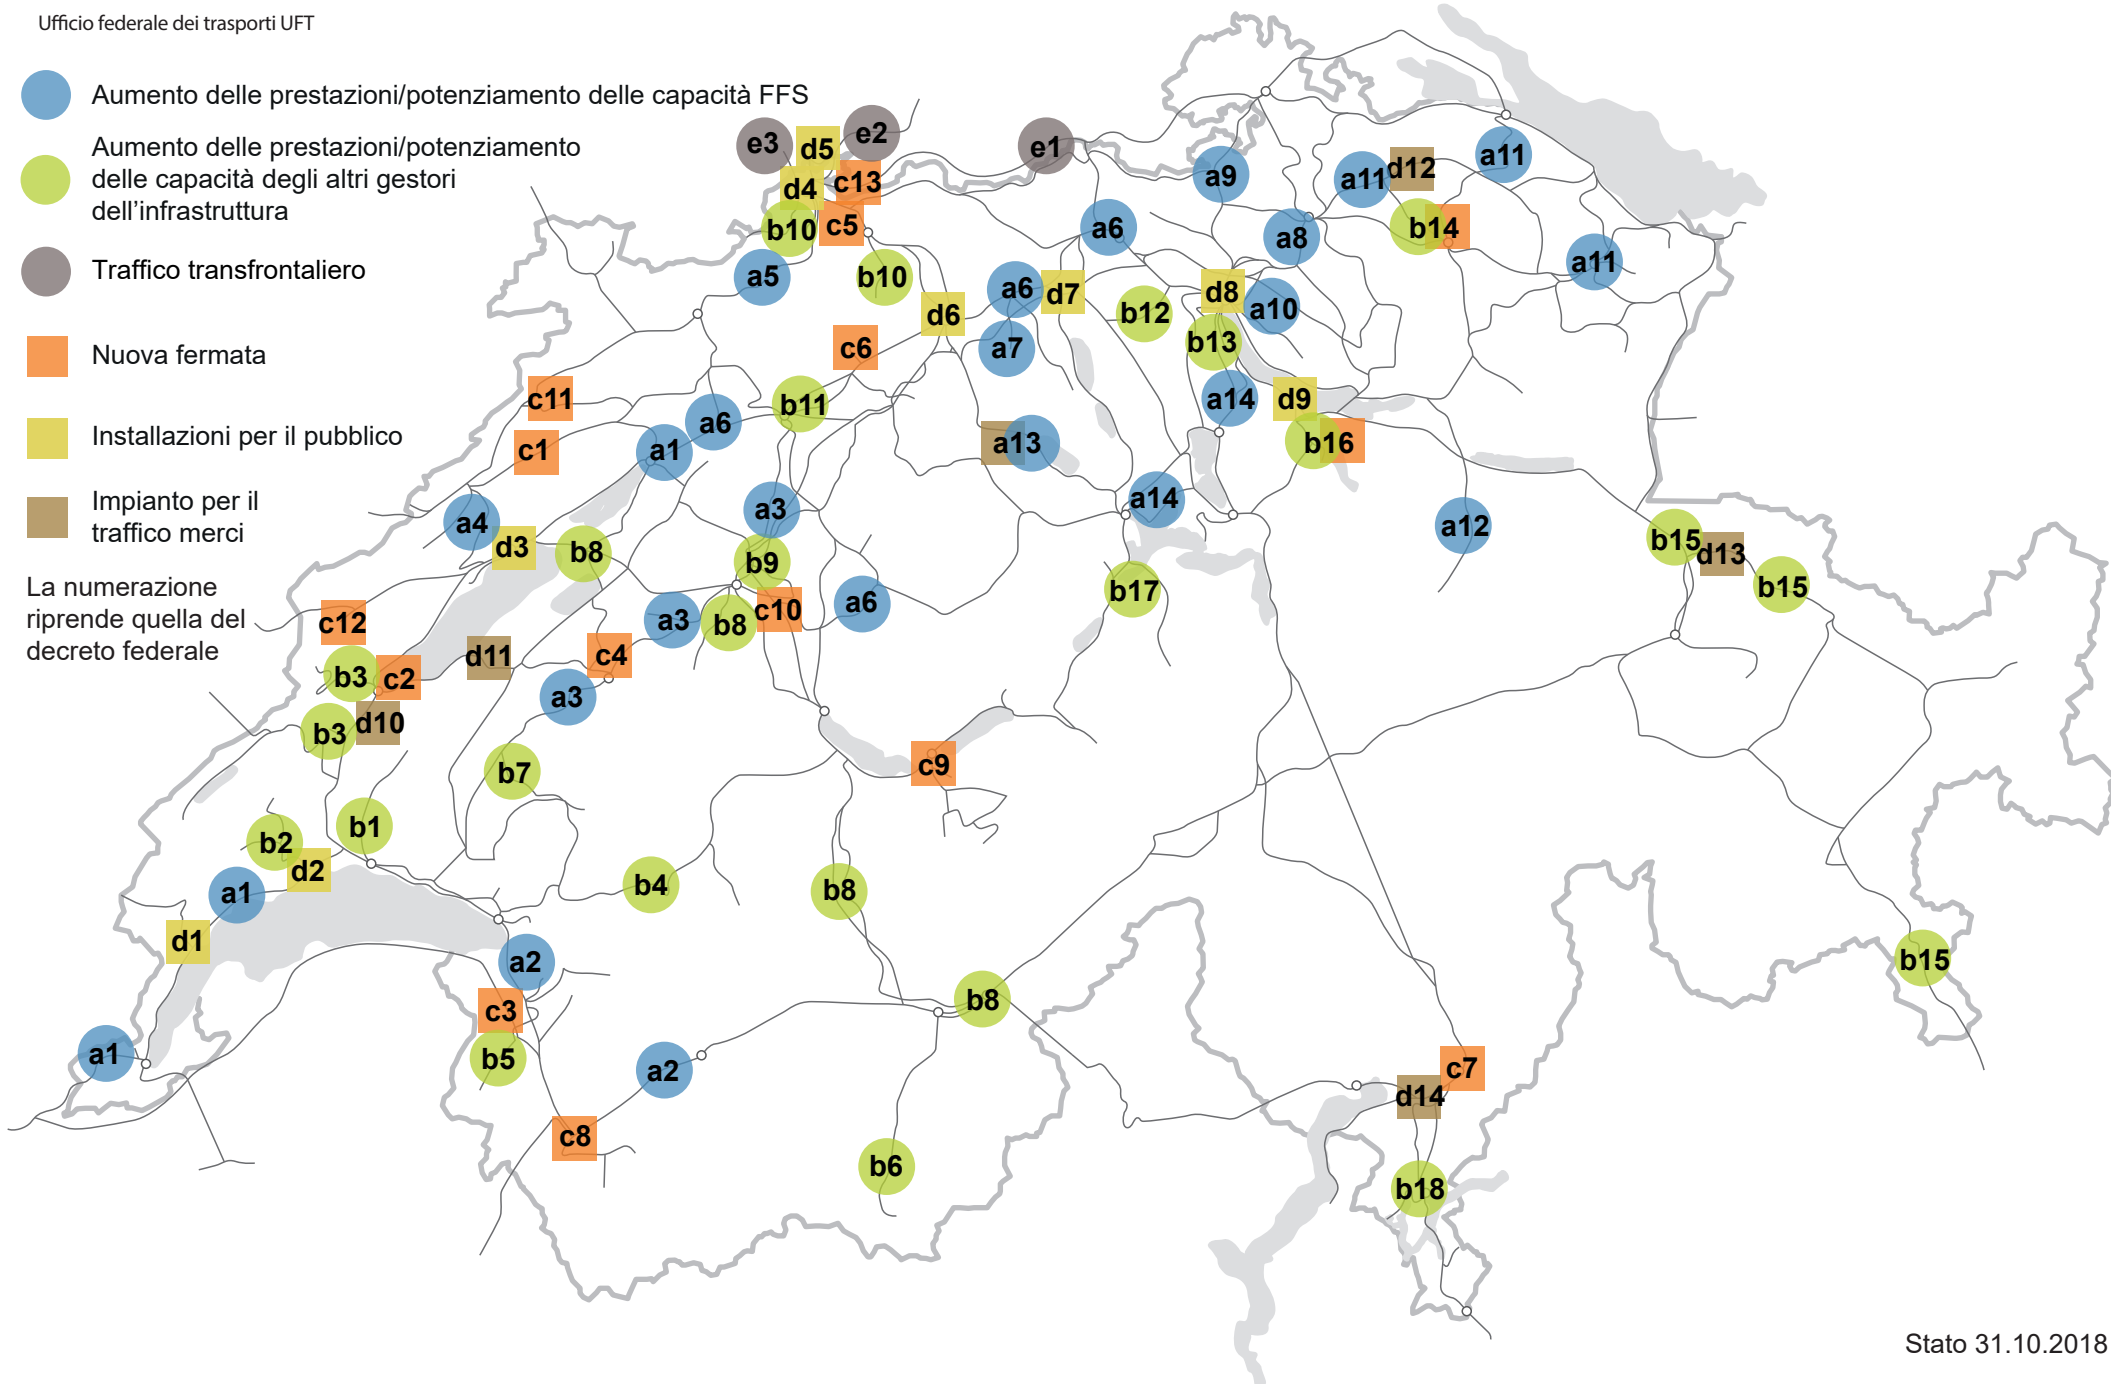 Ufficio federale dei trasporti UFT
Aumento delle prestazioni/potenziamento delle capacità FFS
Aumento delle prestazioni/potenziamento
delle capacità degli altri gestori
dell'infrastruttura
Traffico transfrontaliero
Nuova fermata
Installazioni per il pubblico
Impianto per il
traffico merci
La numerazione
riprende quella del
decreto federale
e3
d5
e2
e1
d4
c13
a9
a11
d12
a11
b10
c5
a6
a8
b14
a11
a5
b10
a6
d7
d8
a10
d6
b12
c6
a7
b13
c11
a6
b11
a14
d9
c1
a1
a13
b16
a4
a3
a14
a12
d3
b8
b9
b17
b15
d13
b15
c12
a3
b8
c10
a6
b3
c2
d11
c4
a3
b3
d10
b7
c9
b2
b1
d2
a1
b4
b8
d1
a2
b15
c3
b8
a1
b5
a2
c7
d14
c8
b6
b18
Stato 31.10.2018